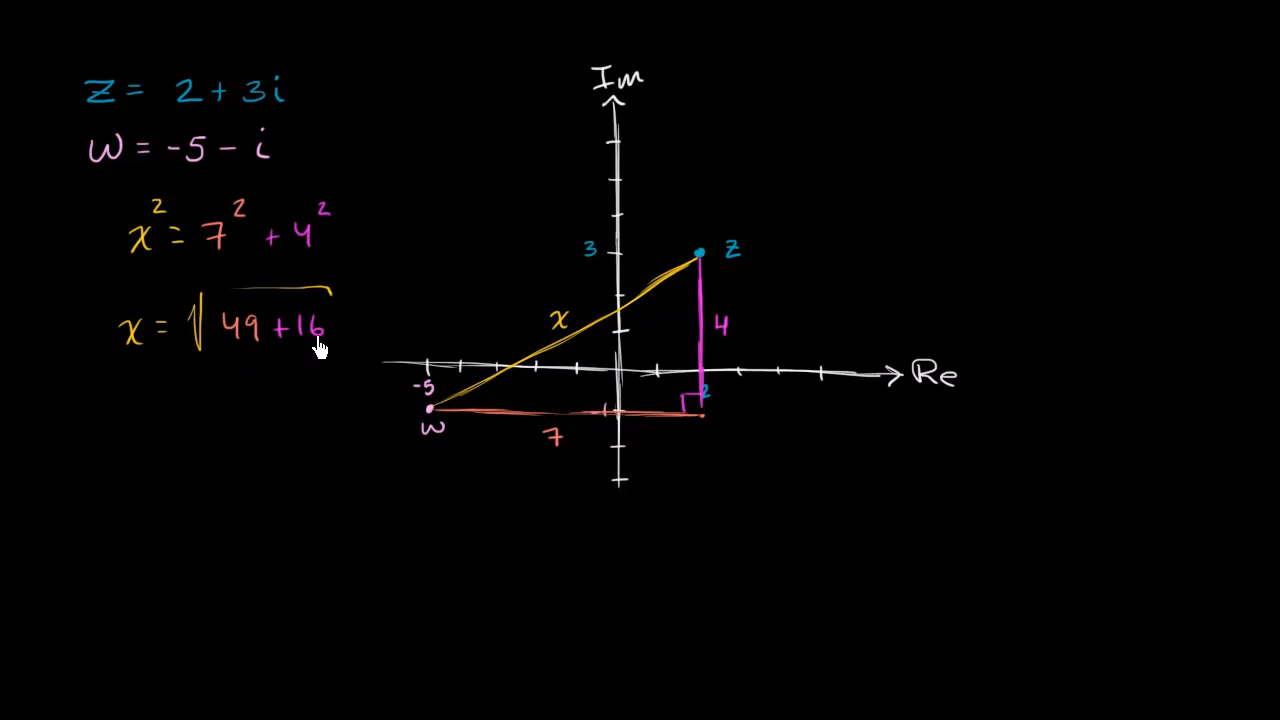 Im
z = 2 + 3i
w = -5 - i
x² = 7² + 4²
x = √49 + 16
3
z
x
4
Re
-5
2
w
7